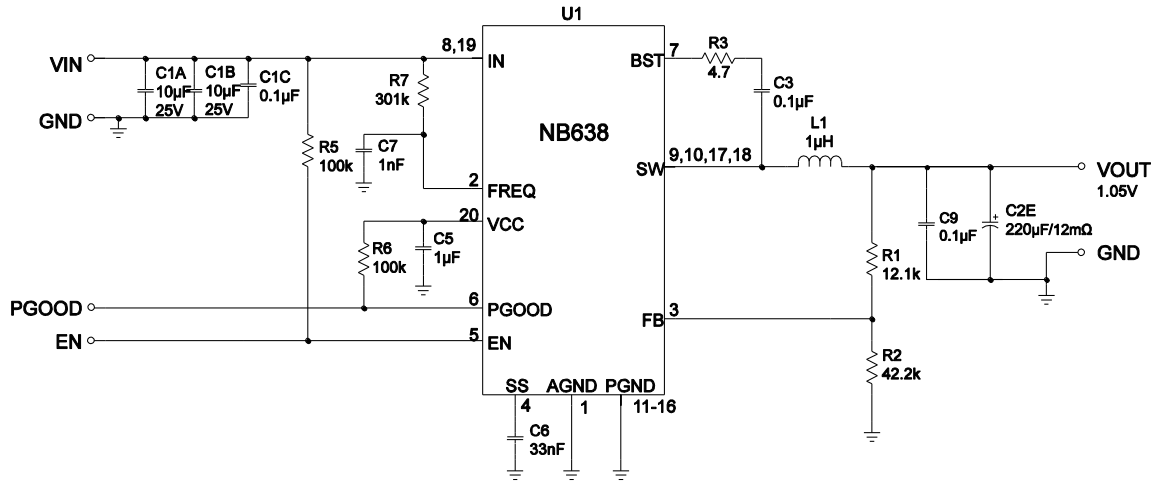 U1
NB638
VIN
GND
C1A
10µF
25V
C1B
10µF
25V
C1C
0.1µF
R5
100k
R7
301k
C7
1nF
R6
100k
C5
1µF
PGOOD
EN
8,19
IN
2
FREQ
20
VCC
6
PGOOD
5
EN
SS
4
AGND
1
PGND
11-16
C6
33nF
BST
7
R3
4.7
C3
0.1µF
SW
9,10,17,18
L1
1µH
FB
3
R1
12.1k
R2
42.2k
C9
0.1µF
+
C2E
220µF/12mΩ
VOUT
1.05V
GND